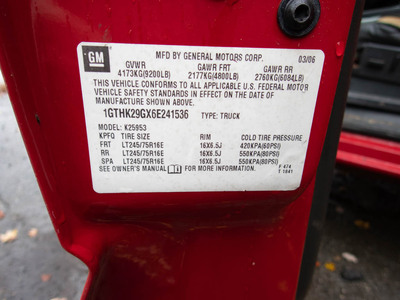 GM
MFD BY GENERAL MOTORS CORP. 03/06
GVWR GAWR FRT GAWR RR
4173KG(9200LB) 2177KG(4800LB) 2760KG(6084LB)
THIS VEHICLE CONFORMS TO ALL APPLICABLE U.S. FEDERAL MOTOR
VEHICLE SAFETY STANDARDS IN EFFECT ON THE DATE OF
MANUFACTURE SHOWN ABOVE.
1GTHK29GX6E241536 TYPE: TRUCK
MODEL: K25953
KPFO TIRE SIZE RIM COLD TIRE PRESSURE
FRT LT245/75R16E 16X6.5J 420KPA(60PSI)
RR LT245/75R16E 16X6.5J 550KPA(80PSI)
SPA LT245/75R16E 16X6.5J 550KPA(80PSI)
SEE OWNER'S MANUAL FOR MORE INFORMATION.
F 474
T 1841